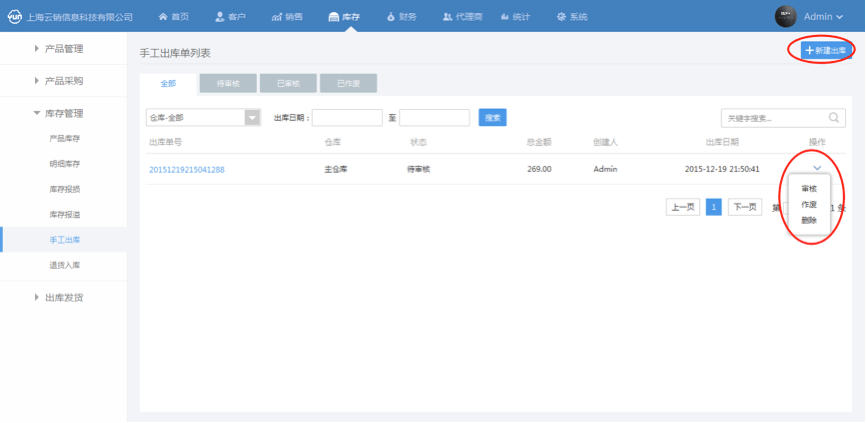 yun 上海云销信息科技有限公司 首页 客户 销售 库存 财务 代理商 统计 系统 Admin
产品管理
产品采购
库存管理
产品库存
明细库存
库存报损
库存报溢
手工出库
退货入库
出库发货
手工出库单列表 +新建出库
全部 待审核 已审核 已作废
仓库-全部 出库日期: 至 搜索 关键字搜索...
出库单号 仓库 状态 总金额 创建人 出库日期 操作
20151219215041288 主仓库 待审核 269.00 Admin 2015-12-19 21:50:41
审核
作废
删除
上一页 1 下一页 第 1 条